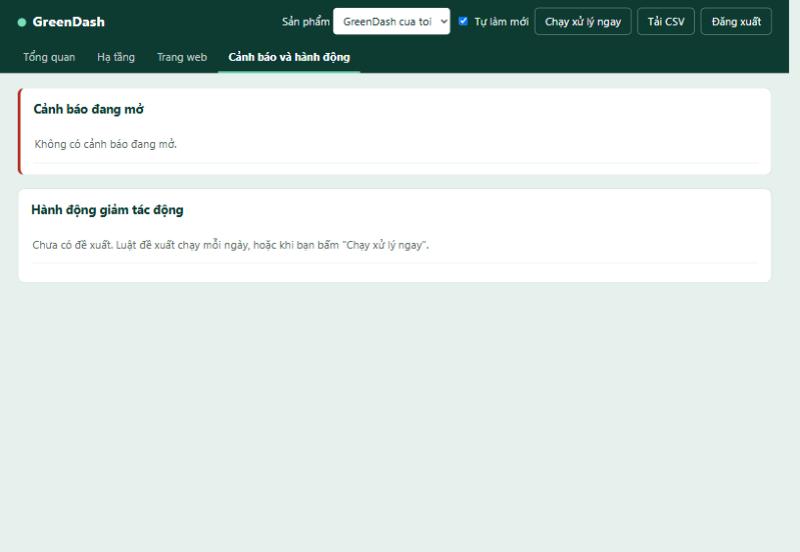 GreenDash
Sản phẩm GreenDash cua toi Tự làm mới Chạy xử lý ngay Tải CSV Đăng xuất
Tổng quan Hạ tầng Trang web Cảnh báo và hành động
Cảnh báo đang mở
Không có cảnh báo đang mở.
Hành động giảm tác động
Chưa có đề xuất. Luật đề xuất chạy mỗi ngày, hoặc khi bạn bấm "Chạy xử lý ngay".